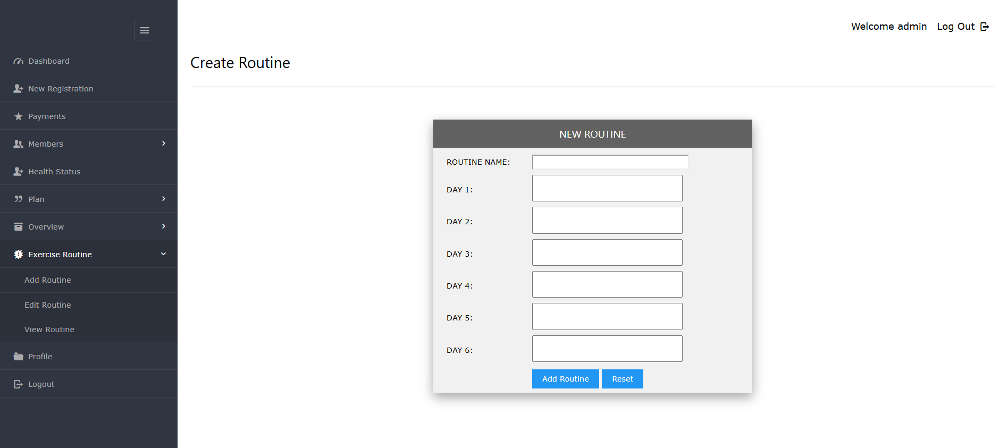 Welcome admin Log Out
Dashboard
New Registration
Payments
Members
Health Status
Plan
Overview
Exercise Routine
Add Routine
Edit Routine
View Routine
Profile
Logout
Create Routine
NEW ROUTINE
ROUTINE NAME:
DAY 1:
DAY 2:
DAY 3:
DAY 4:
DAY 5:
DAY 6:
Add Routine Reset